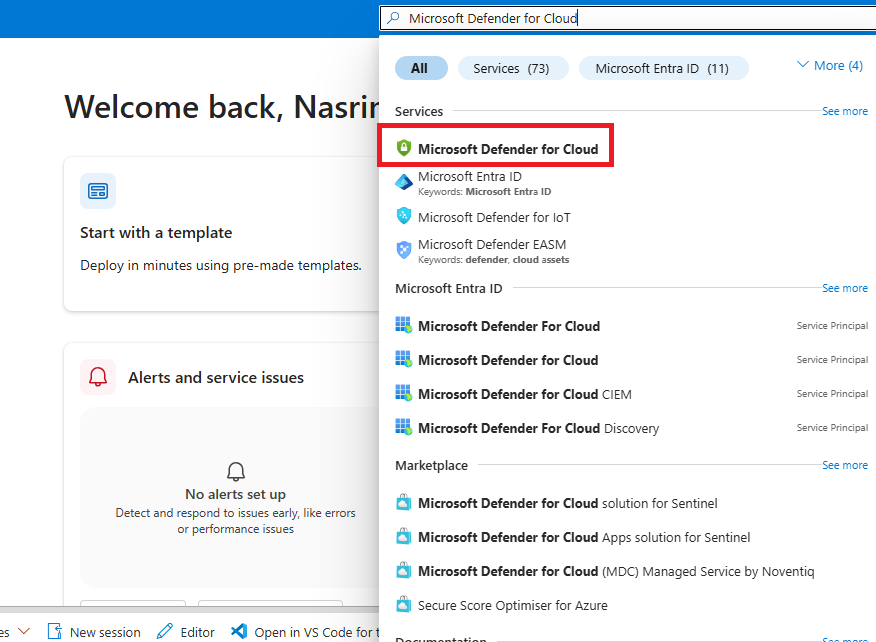 Microsoft Defender for Cloud
All
Services (73)
Microsoft Entra ID (11)
More (4)
Welcome back, Nasrin
Start with a template
Deploy in minutes using pre-made templates.
Alerts and service issues
No alerts set up
Detect and respond to issues early, like errors
or performance issues
Services
See more
Microsoft Defender for Cloud
Microsoft Entra ID
Keywords: Microsoft Entra ID
Microsoft Defender for IoT
Microsoft Defender EASM
Keywords: defender, cloud assets
Microsoft Entra ID
See more
Microsoft Defender For Cloud
Service Principal
Microsoft Defender for Cloud
Service Principal
Microsoft Defender for Cloud CIEM
Service Principal
Microsoft Defender For Cloud Discovery
Service Principal
Marketplace
See more
Microsoft Defender for Cloud solution for Sentinel
Microsoft Defender for Cloud Apps solution for Sentinel
Microsoft Defender for Cloud (MDC) Managed Service by Noventiq
Secure Score Optimiser for Azure
Documentation
See more
New session
Editor
Open in VS Code for